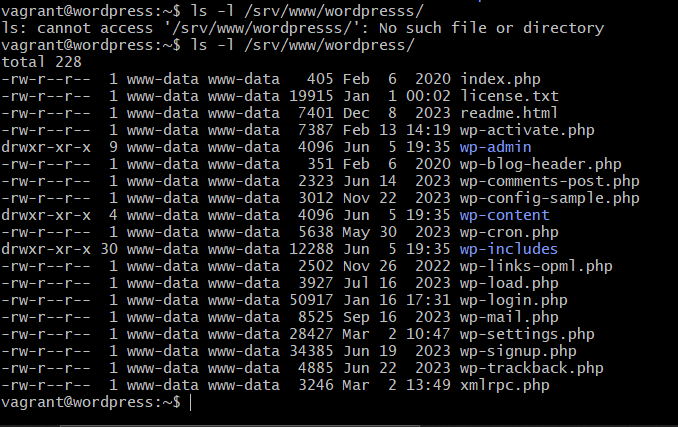 vagrant@wordpress:~$ ls -l /srv/www/wordpresss/
ls: cannot access '/srv/www/wordpresss/': No such file or directory
vagrant@wordpress:~$ ls -l /srv/www/wordpress/
total 228
-rw-r--r--  1 www-data www-data   405 Feb  6  2020 index.php
-rw-r--r--  1 www-data www-data 19915 Jan  1 00:02 license.txt
-rw-r--r--  1 www-data www-data  7401 Dec  8  2023 readme.html
-rw-r--r--  1 www-data www-data  7387 Feb 13 14:19 wp-activate.php
drwxr-xr-x  9 www-data www-data  4096 Jun  5 19:35 wp-admin
-rw-r--r--  1 www-data www-data   351 Feb  6  2020 wp-blog-header.php
-rw-r--r--  1 www-data www-data  2323 Jun 14  2023 wp-comments-post.php
-rw-r--r--  1 www-data www-data  3012 Nov 22  2023 wp-config-sample.php
drwxr-xr-x  4 www-data www-data  4096 Jun  5 19:35 wp-content
-rw-r--r--  1 www-data www-data  5638 May 30  2023 wp-cron.php
drwxr-xr-x 30 www-data www-data 12288 Jun  5 19:35 wp-includes
-rw-r--r--  1 www-data www-data  2502 Nov 26  2022 wp-links-opml.php
-rw-r--r--  1 www-data www-data  3927 Jul 16  2023 wp-load.php
-rw-r--r--  1 www-data www-data 50917 Jan 16 17:31 wp-login.php
-rw-r--r--  1 www-data www-data  8525 Sep 16  2023 wp-mail.php
-rw-r--r--  1 www-data www-data 28427 Mar  2 10:47 wp-settings.php
-rw-r--r--  1 www-data www-data 34385 Jun 19  2023 wp-signup.php
-rw-r--r--  1 www-data www-data  4885 Jun 22  2023 wp-trackback.php
-rw-r--r--  1 www-data www-data  3246 Mar  2 13:49 xmlrpc.php
vagrant@wordpress:~$